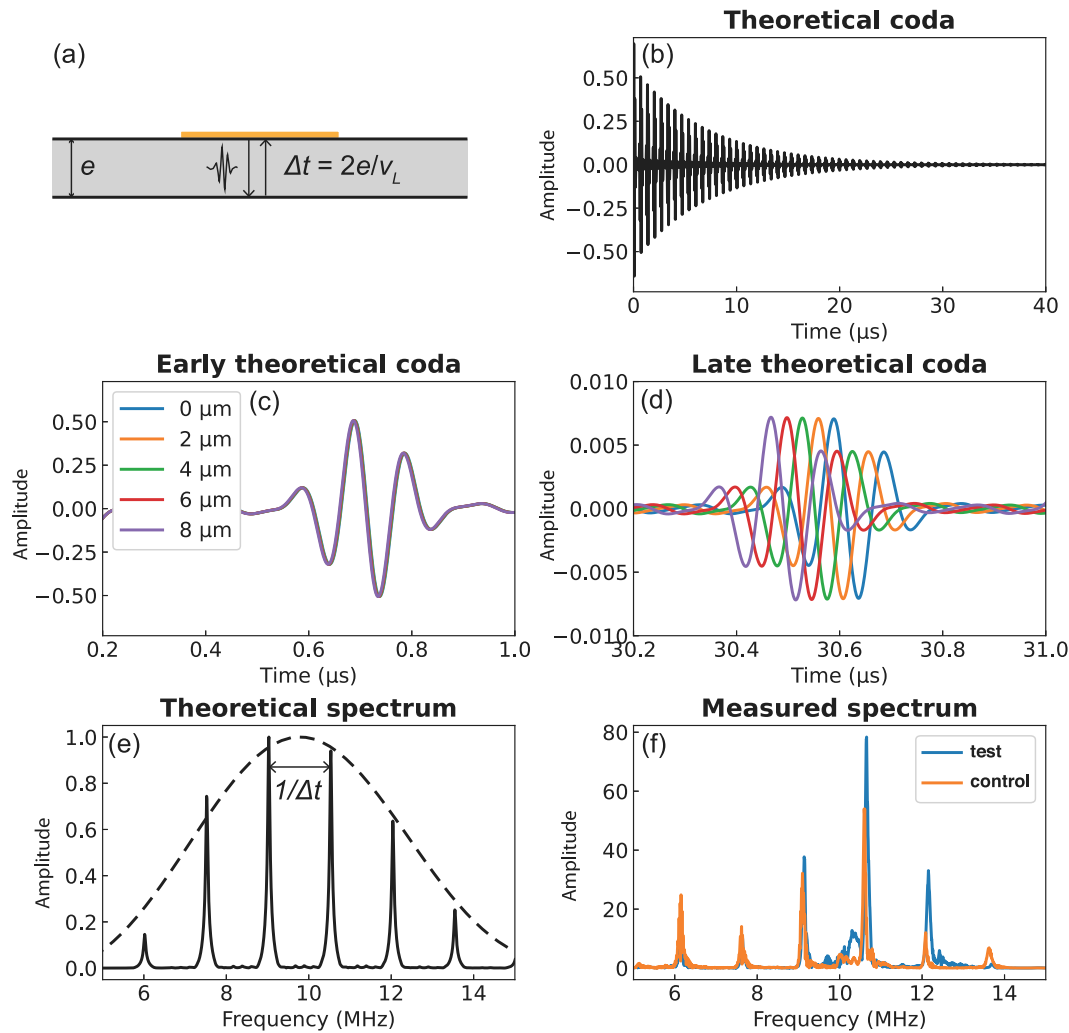 (a)
e
Δt = 2e/v_L
Theoretical coda
(b)
Amplitude
0.50
0.25
0.00
−0.25
−0.50
0
10
20
30
40
Time (μs)
Early theoretical coda
(c)
Amplitude
0.50
0.25
0.00
−0.25
−0.50
0 μm
2 μm
4 μm
6 μm
8 μm
0.2
0.4
0.6
0.8
1.0
Time (μs)
Late theoretical coda
(d)
Amplitude
0.010
0.005
0.000
−0.005
−0.010
30.2
30.4
30.6
30.8
31.0
Time (μs)
Theoretical spectrum
(e)
Amplitude
1.0
0.8
0.6
0.4
0.2
0.0
1/Δt
6
8
10
12
14
Frequency (MHz)
Measured spectrum
(f)
Amplitude
80
60
40
20
0
test
control
6
8
10
12
14
Frequency (MHz)